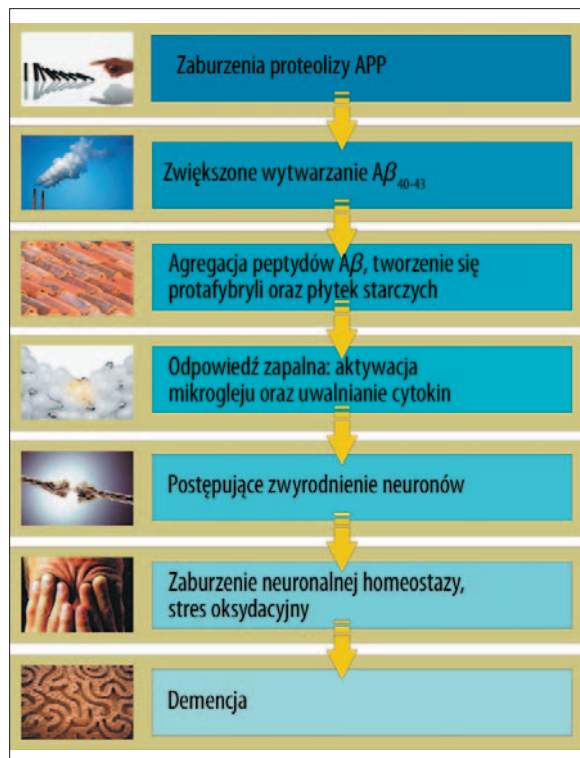 Zaburzenia proteolizy APP
Zwiększone wytwarzanie Aβ40-43
Agregacja peptydów Aβ, tworzenie się
protafybryli oraz płytek starczych
Odpowiedź zapalna: aktywacja
mikrogleju oraz uwalnianie cytokin
Postępujące zwyrodnienie neuronów
Zaburzenie neuronalnej homeostazy,
stres oksydacyjny
Demencja